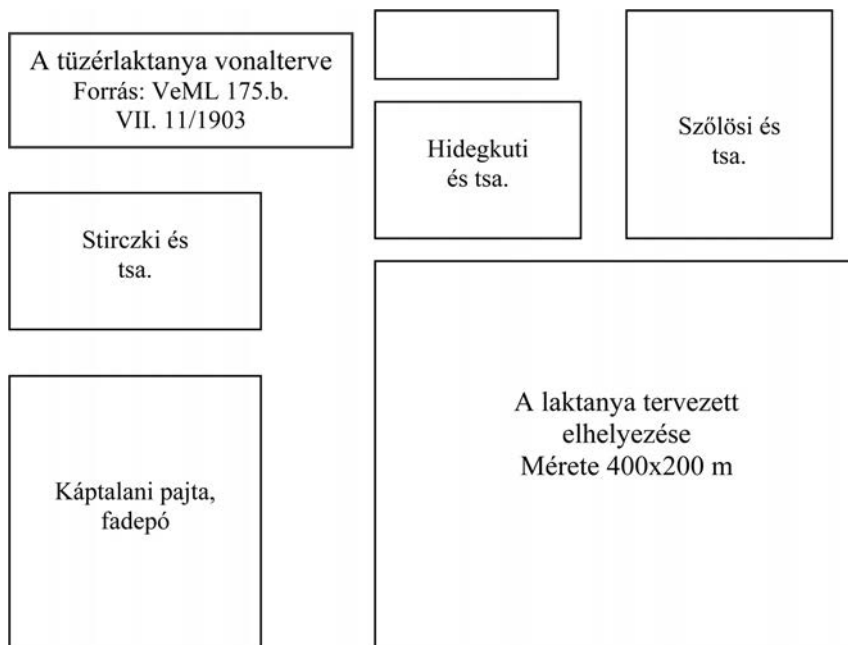 A tüzérlaktanya vonalterve
Forrás: VeML 175.b.
VII. 11/1903
Hidegkuti
és tsa.
Szőlösi és
tsa.
Stirczki és
tsa.
A laktanya tervezett
elhelyezése
Mérete 400x200 m
Káptalani pajta,
fadepó